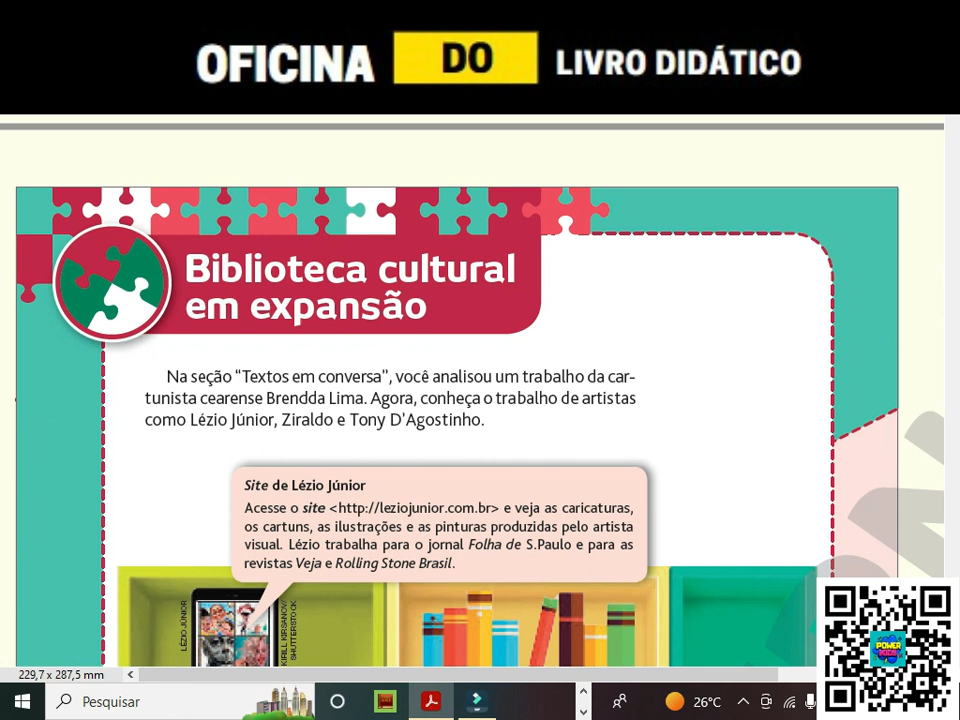 OFICINA DO LIVRO DIDÁTICO
Biblioteca cultural
em expansão
Na seção “Textos em conversa”, você analisou um trabalho da car-
tunista cearense Brendda Lima. Agora, conheça o trabalho de artistas
como Lézio Júnior, Ziraldo e Tony D’Agostinho.
Site de Lézio Júnior
Acesse o site <http://leziojunior.com.br> e veja as caricaturas,
os cartuns, as ilustrações e as pinturas produzidas pelo artista
visual. Lézio trabalha para o jornal Folha de S.Paulo e para as
revistas Veja e Rolling Stone Brasil.
LÉZIO JÚNIOR
KIRILL KIRSANOV/
SHUTTERSTOCK
POWER
229,7 x 287,5 mm
Pesquisar
26°C